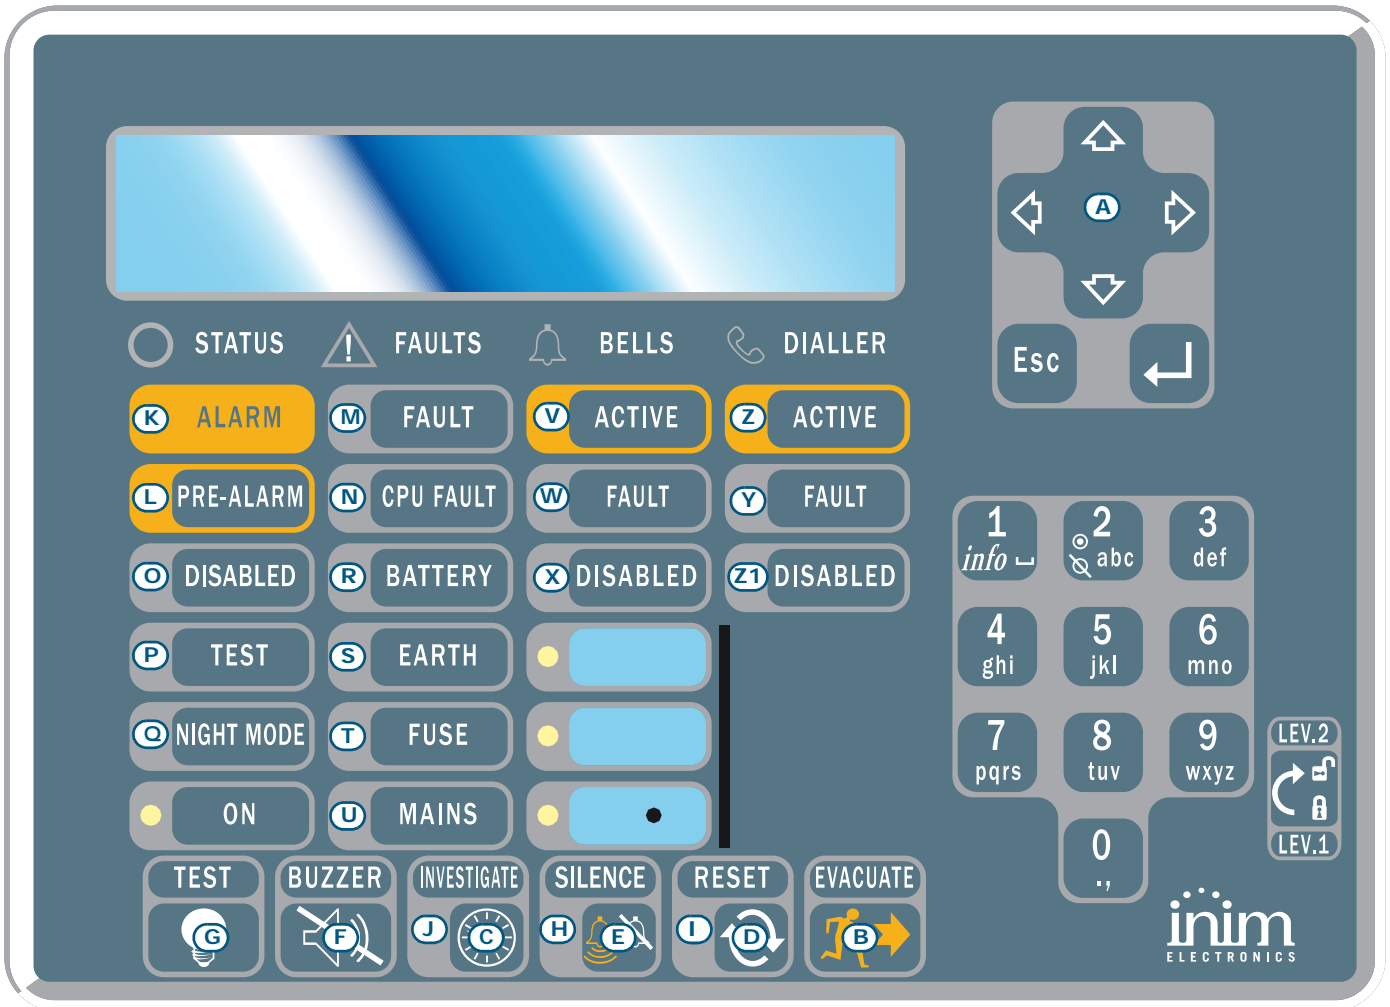 A
STATUS FAULTS BELLS DIALLER
Esc
K ALARM M FAULT V ACTIVE Z ACTIVE
L PRE-ALARM N CPU FAULT W FAULT Y FAULT
O DISABLED R BATTERY X DISABLED Z1 DISABLED
P TEST S EARTH
Q NIGHT MODE T FUSE
ON U MAINS
1 2 3
info abc def
4 5 6
ghi jkl mno
7 8 9
pqrs tuv wxyz
0
.,
LEV.2
LEV.1
TEST BUZZER INVESTIGATE SILENCE RESET EVACUATE
G F J C H E I D B
inim
ELECTRONICS